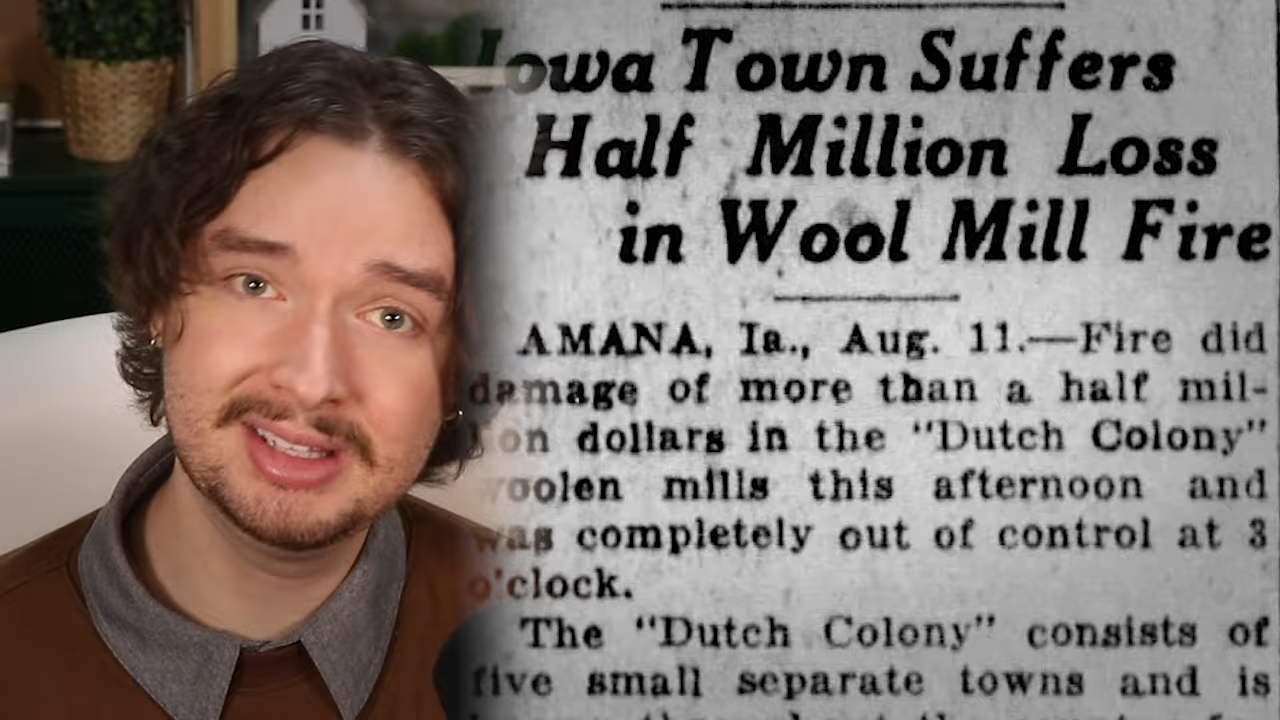 Iowa Town Suffers
Half Million Loss
in Wool Mill Fire
AMANA, Ia., Aug. 11.—Fire did
damage of more than a half mil-
lion dollars in the "Dutch Colony"
woolen mills this afternoon and
was completely out of control at 3
o'clock.
The "Dutch Colony" consists of
five small separate towns and is